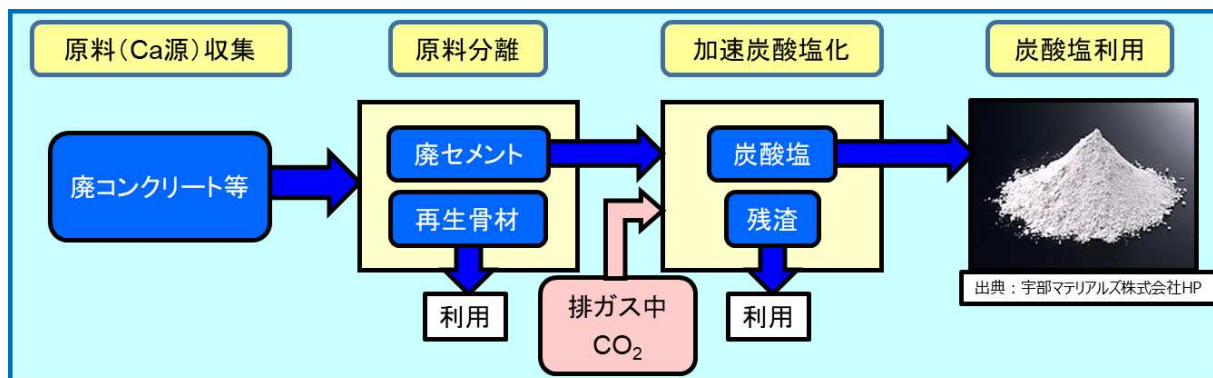 原料(Ca源)収集
原料分離
加速炭酸塩化
炭酸塩利用
廃コンクリート等
廃セメント
再生骨材
利用
排ガス中
CO₂
炭酸塩
残渣
利用
出典：宇部マテリアルズ株式会社HP